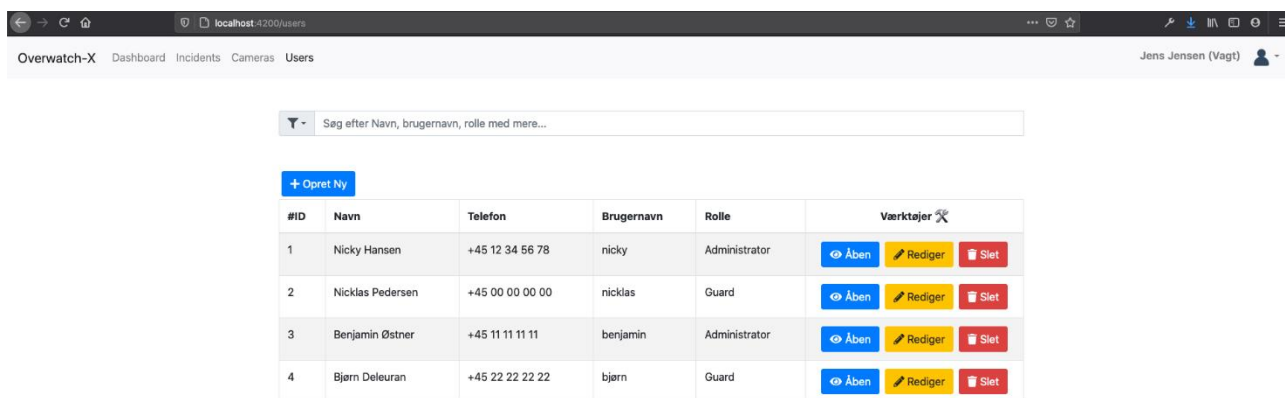 localhost:4200/users
Overwatch-X Dashboard Incidents Cameras Users Jens Jensen (Vagt)
Søg efter Navn, brugernavn, rolle med mere...
+ Opret Ny
#ID Navn Telefon Brugernavn Rolle Værktøjer
1 Nicky Hansen +45 12 34 56 78 nicky Administrator Åben Rediger Slet
2 Nicklas Pedersen +45 00 00 00 00 nicklas Guard Åben Rediger Slet
3 Benjamin Østner +45 11 11 11 11 benjamin Administrator Åben Rediger Slet
4 Bjørn Deleuran +45 22 22 22 22 bjørn Guard Åben Rediger Slet